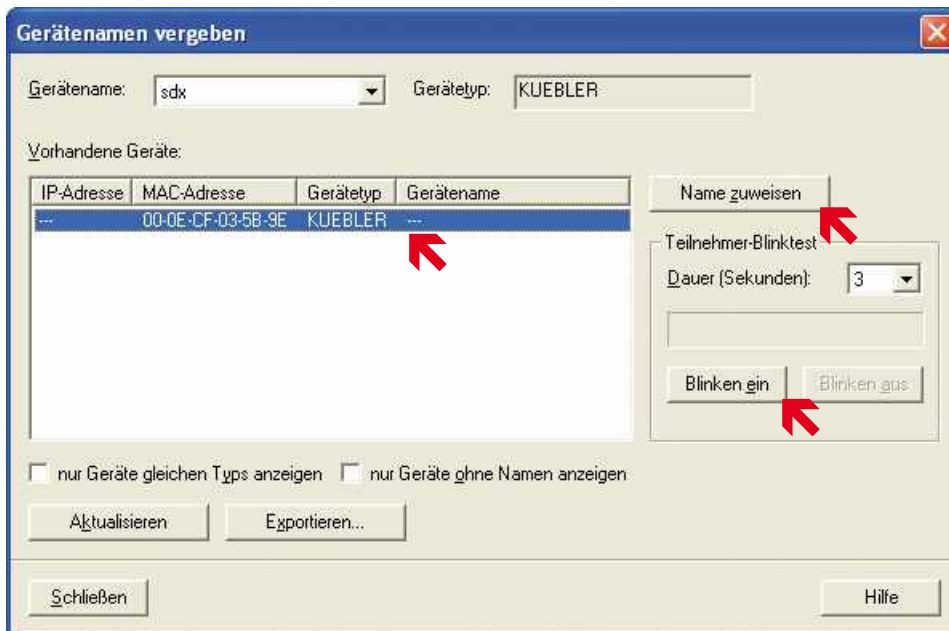 Gerätenamen vergeben
Gerätename: sdx Gerätetyp: KUEBLER
Vorhandene Geräte:
IP-Adresse MAC-Adresse Gerätetyp Gerätename
--- 00-0E-CF-03-5B-9E KUEBLER ---
Name zuweisen
Teilnehmer-Blinktest
Dauer (Sekunden): 3
Blinken ein Blinken aus
nur Geräte gleichen Typs anzeigen nur Geräte ohne Namen anzeigen
Aktualisieren Exportieren...
Schließen Hilfe